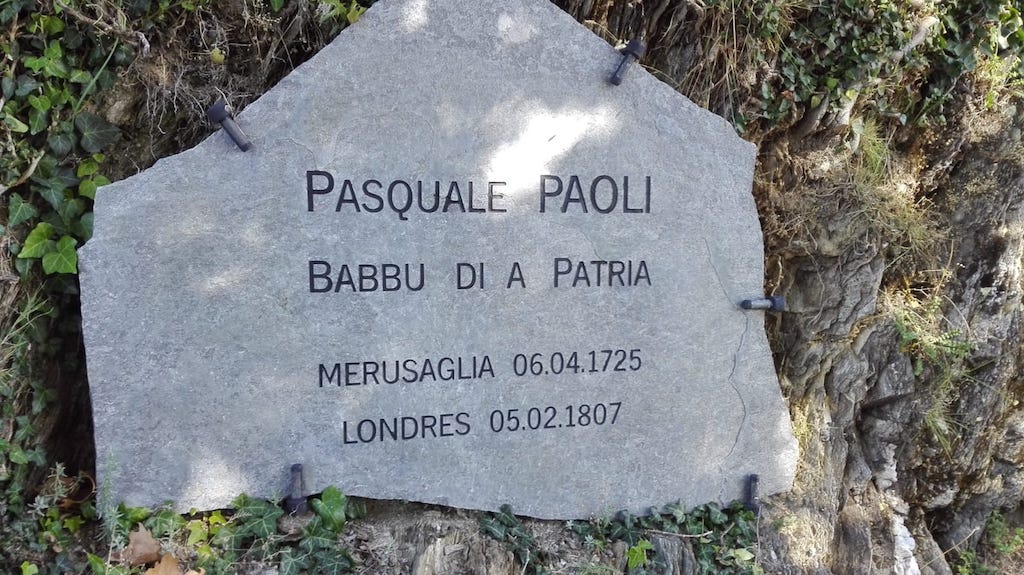 Pasquale PAOLI
Babbu di a Patria
MERUSAGLIA 06.04.1725
LONDRES 05.02.1807